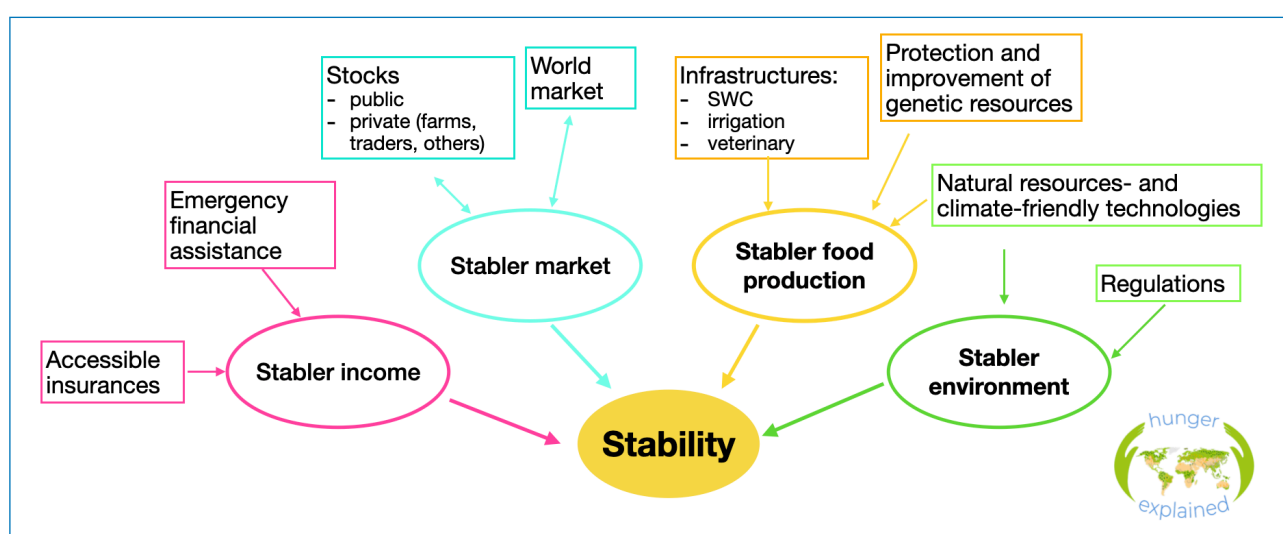 Stocks
- public
- private (farms,
traders, others)
World
market
Infrastructures:
- SWC
- irrigation
- veterinary
Protection and
improvement of
genetic resources
Emergency
financial
assistance
Natural resources- and
climate-friendly technologies
Stabler market
Stabler food
production
Regulations
Accessible
insurances
Stabler income
Stabler
environment
Stability
hunger
explained